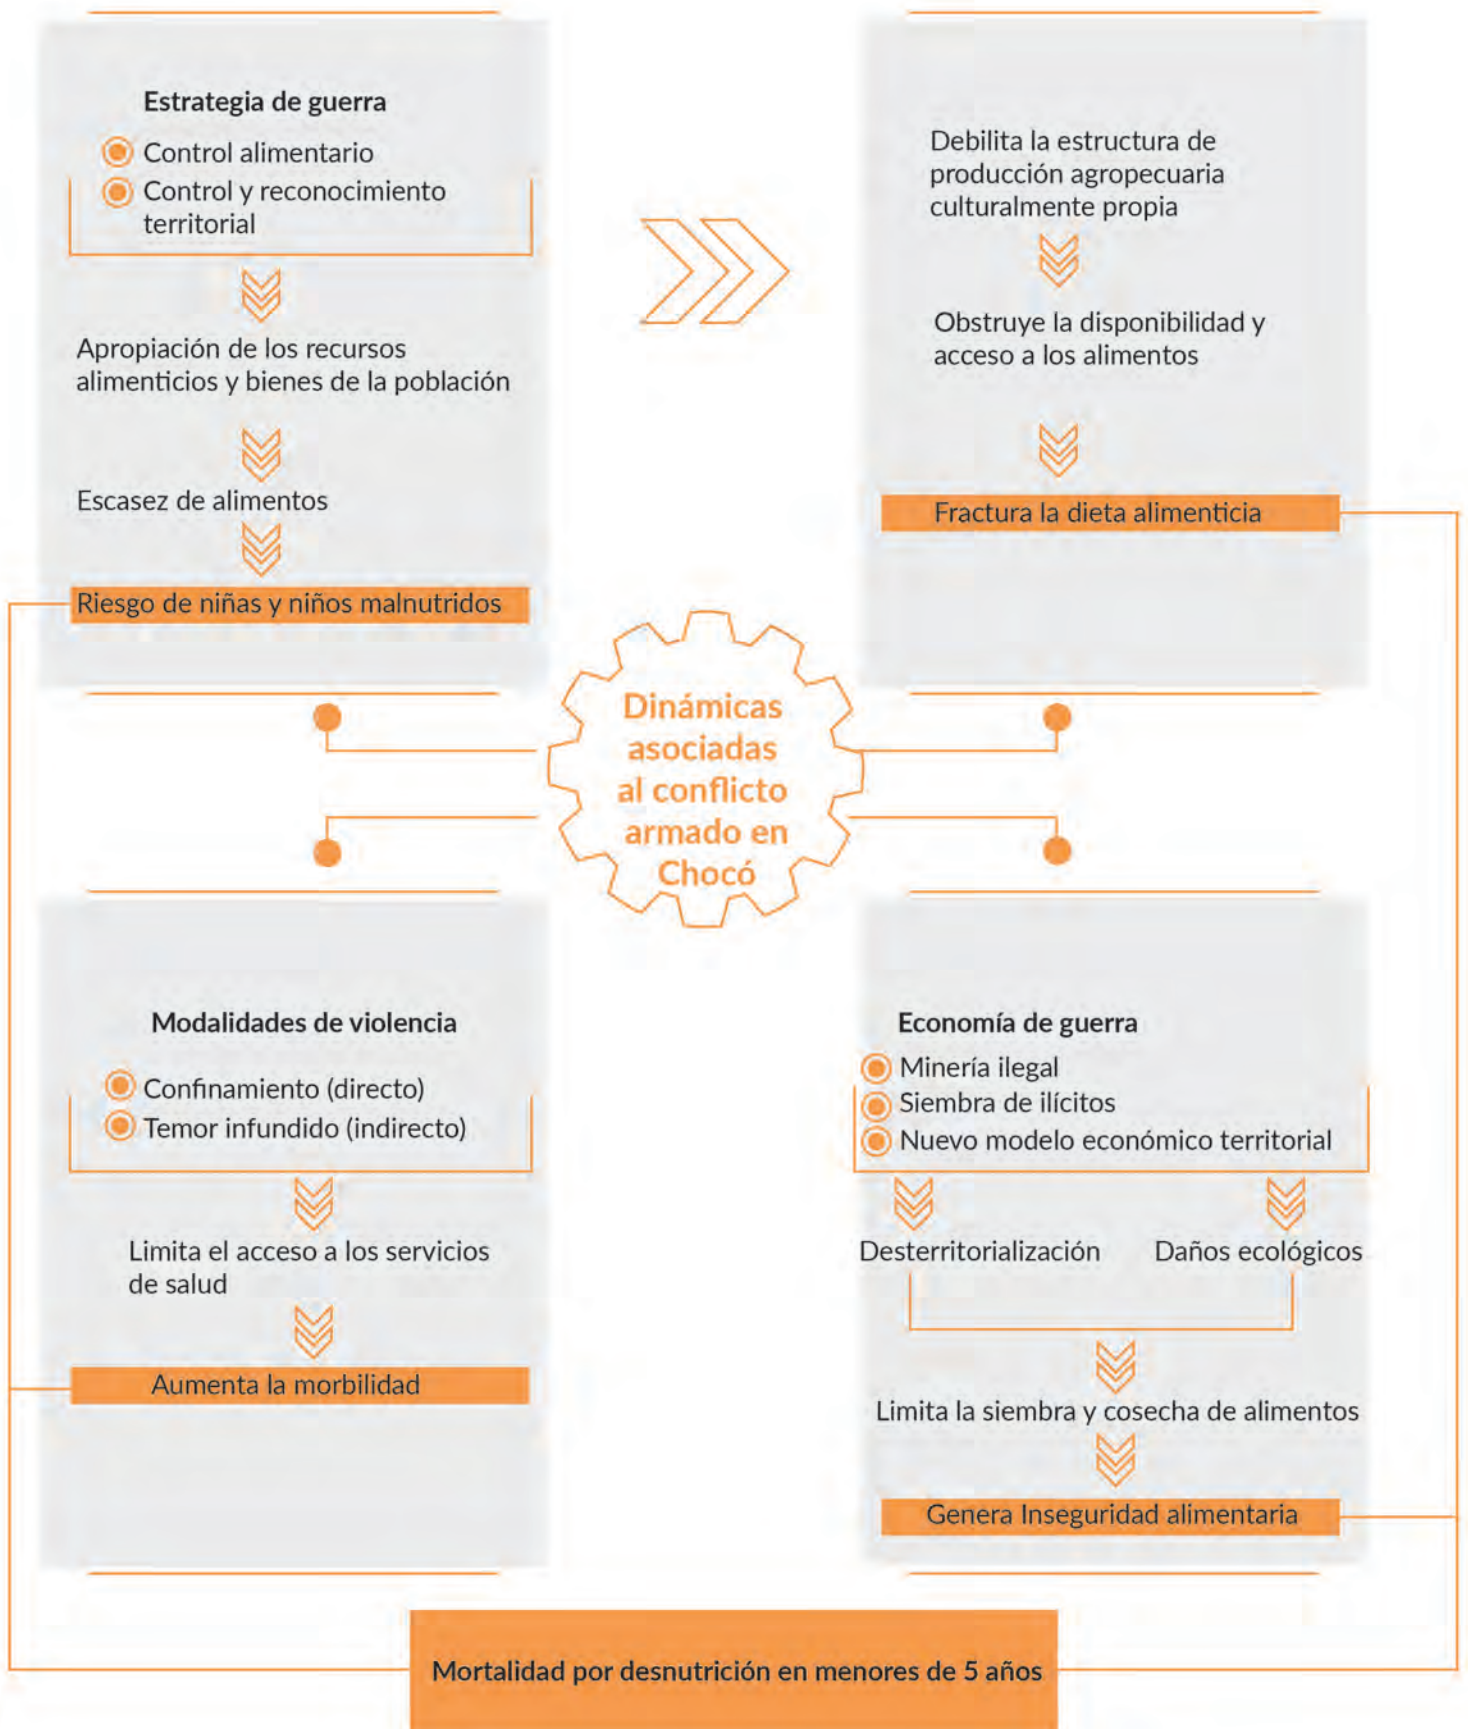 Estrategia de guerra
Control alimentario
Control y reconocimiento
territorial
Apropiación de los recursos
alimenticios y bienes de la población
Escasez de alimentos
Riesgo de niñas y niños malnutridos
Debilita la estructura de
producción agropecuaria
culturalmente propia
Obstruye la disponibilidad y
acceso a los alimentos
Fractura la dieta alimenticia
Dinámicas
asociadas
al conflicto
armado en
Chocó
Modalidades de violencia
Confinamiento (directo)
Temor infundido (indirecto)
Limita el acceso a los servicios
de salud
Aumenta la morbilidad
Economía de guerra
Minería ilegal
Siembra de ilícitos
Nuevo modelo económico territorial
Desterritorialización
Daños ecológicos
Limita la siembra y cosecha de alimentos
Genera Inseguridad alimentaria
Mortalidad por desnutrición en menores de 5 años